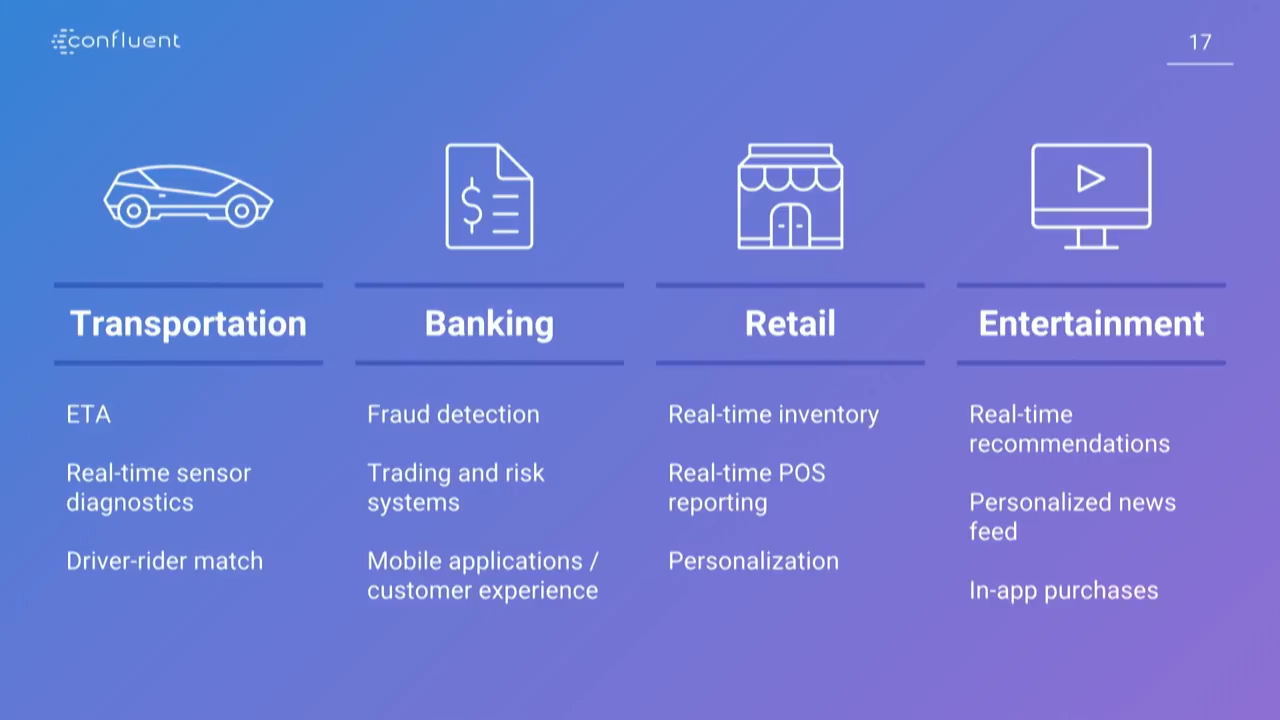 confluent
17
Transportation
ETA
Real-time sensor
diagnostics
Driver-rider match
Banking
Fraud detection
Trading and risk
systems
Mobile applications /
customer experience
Retail
Real-time inventory
Real-time POS
reporting
Personalization
Entertainment
Real-time
recommendations
Personalized news
feed
In-app purchases